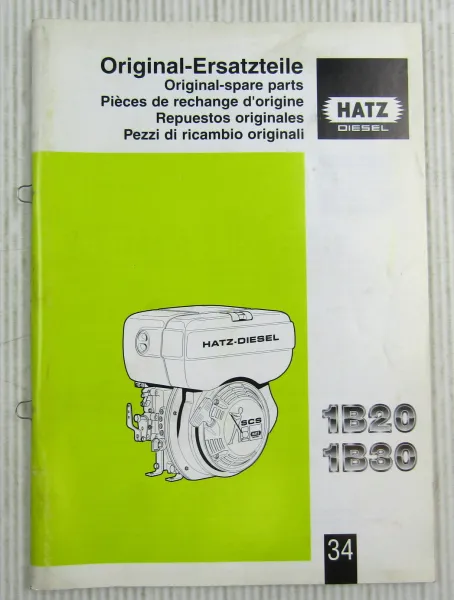 Original-Ersatzteile
Original-spare parts
Pièces de rechange d'origine
Repuestos originales
Pezzi di ricambio originali
HATZ
DIESEL
HATZ-DIESEL
SCS
1B20
1B30
34